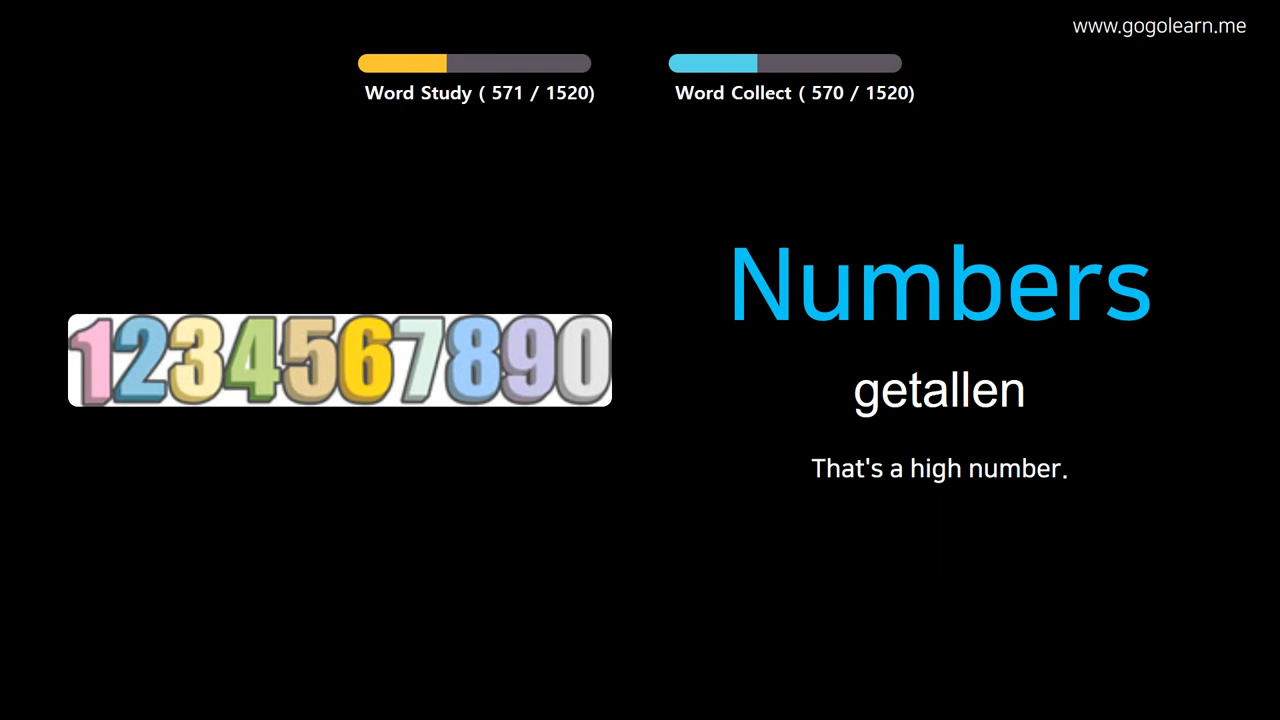 www.gogolearn.me
Word Study ( 571 / 1520)
Word Collect ( 570 / 1520)
Numbers
1234567890
getallen
That's a high number.